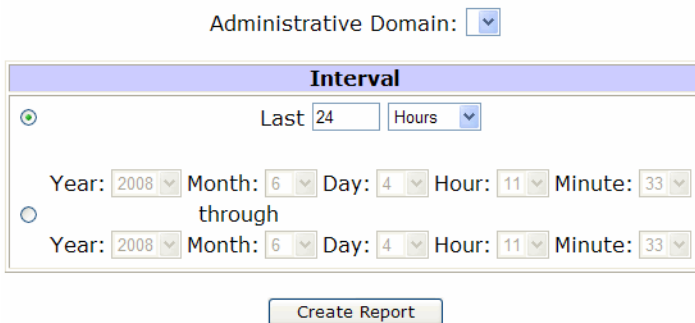 Administrative Domain:
Interval
Last 24 Hours
Year: 2008 Month: 6 Day: 4 Hour: 11 Minute: 33
through
Year: 2008 Month: 6 Day: 4 Hour: 11 Minute: 33
Create Report